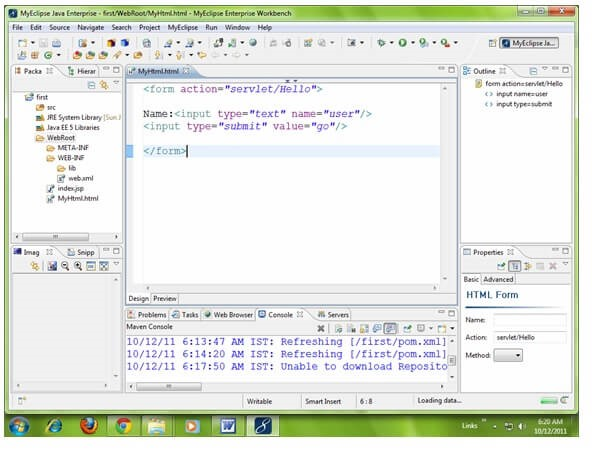 MyEclipse Java Enterprise - first/WebRoot/MyHtml.html - MyEclipse Enterprise Workbench
File Edit Source Navigate Search Project MyEclipse Run Window Help
MyEclipse Ja...
Packa Hierar
first
src
JRE System Library [Sun J
Java EE 5 Libraries
WebRoot
META-INF
WEB-INF
lib
web.xml
index.jsp
MyHtml.html
Imag Snipp
MyHtml.html
<form action="servlet/Hello">
Name:<input type="text" name="user"/>
<input type="submit" value="go"/>
</form>
Design Preview
Outline
form action=servlet/Hello
input name=user
input type=submit
Properties
Basic Advanced
HTML Form
Name:
Action: servlet/Hello
Method:
Problems Tasks Web Browser Console Servers
Maven Console
10/12/11 6:13:47 AM IST: Refreshing [/first/pom.xml]
10/12/11 6:14:20 AM IST: Refreshing [/first/pom.xml]
10/12/11 6:17:50 AM IST: Unable to download Reposito
Writable Smart Insert 6 : 8 Loading data...
Links 6:20 AM
10/12/2011